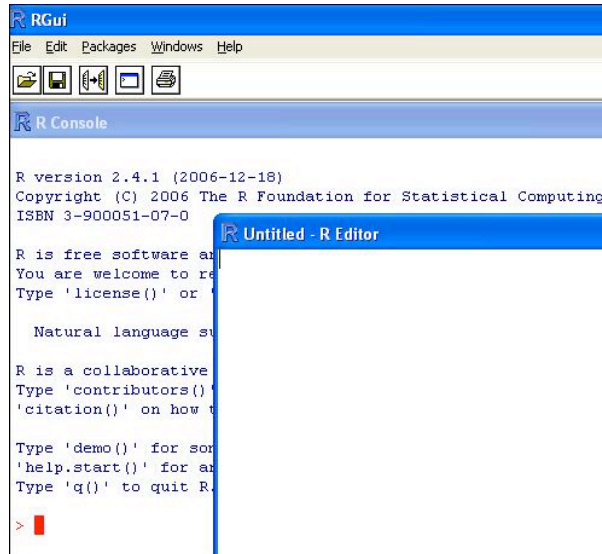 RGui
File Edit Packages Windows Help
R Console
R version 2.4.1 (2006-12-18)
Copyright (C) 2006 The R Foundation for Statistical Computing
ISBN 3-900051-07-0
Untitled - R Editor
R is free software
You are welcome to
Type 'license()' or '
Natural language
R is a collaborative
Type 'contributors()'
'citation()' on how
Type 'demo()' for
'help.start()' for
Type 'q()' to quit R.
>